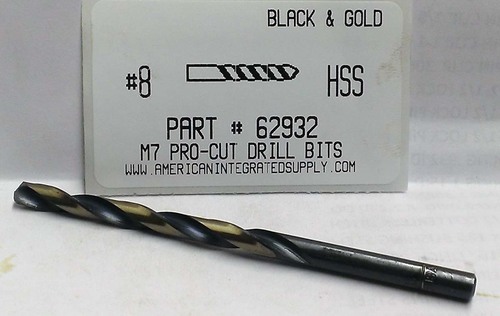 BLACK & GOLD
#8
HSS
PART # 62932
M7 PRO-CUT DRILL BITS
WWW.AMERICANINTEGRATEDSUPPLY.COM